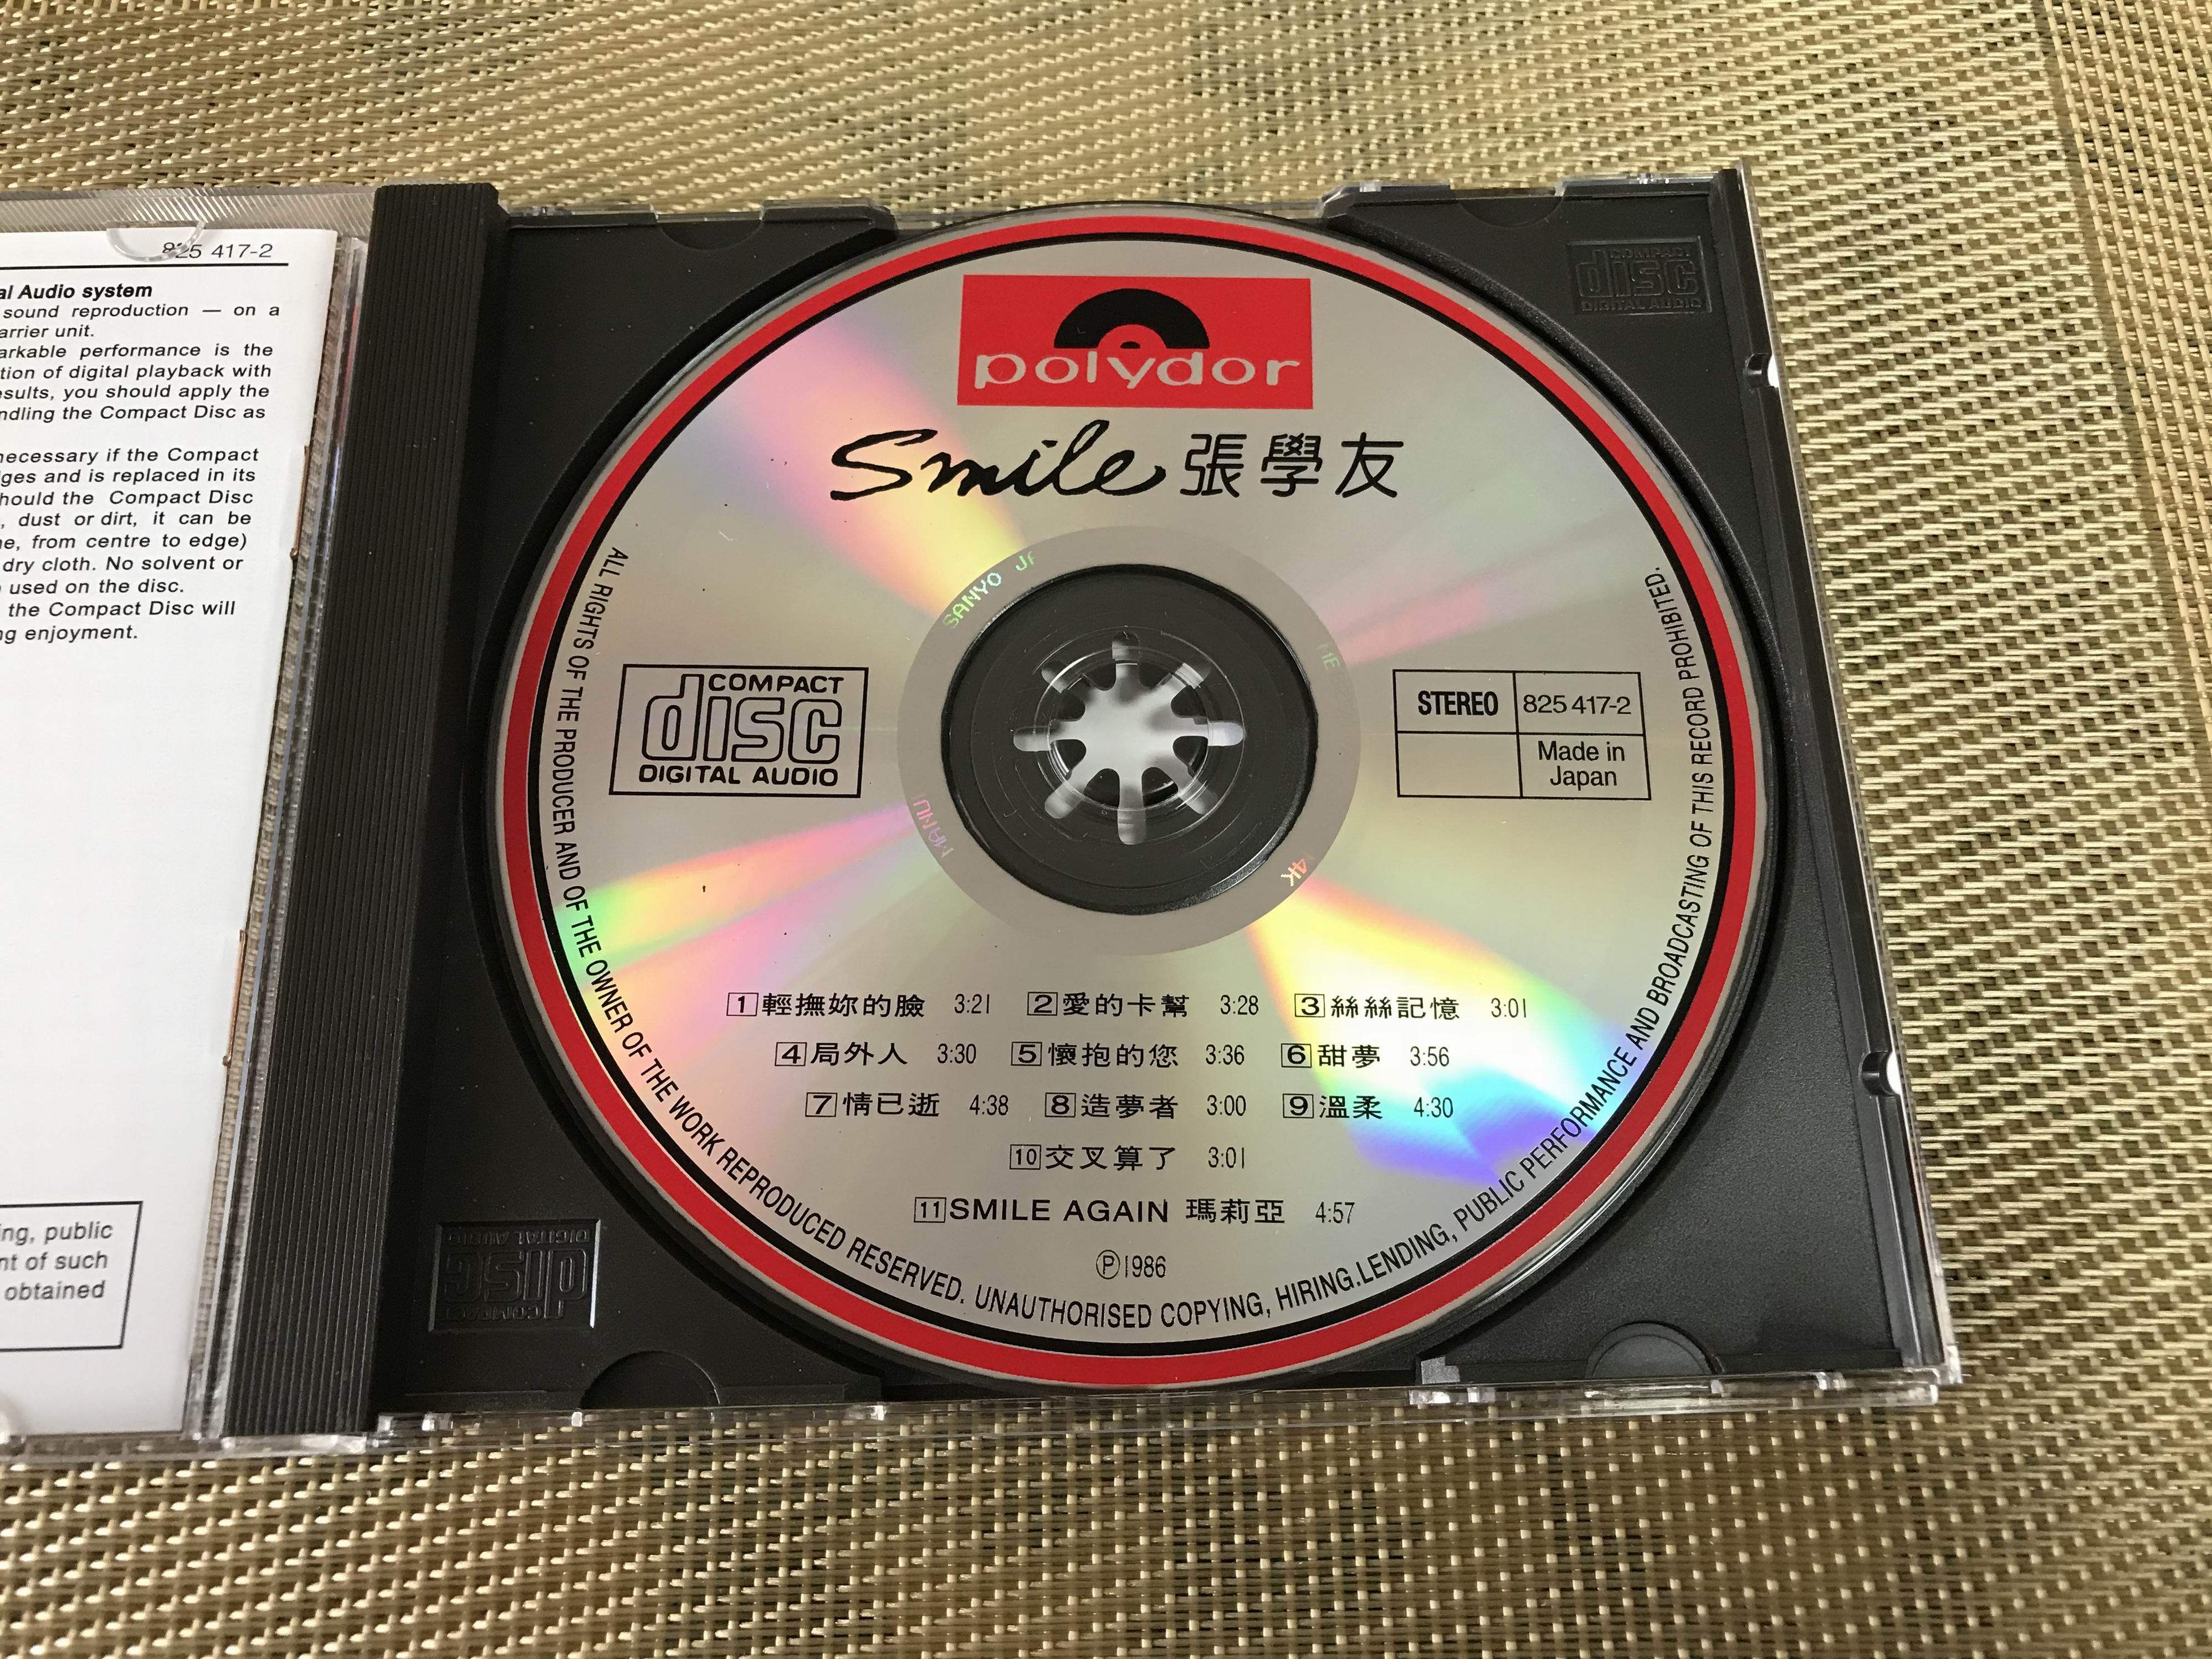 825 417-2
al Audio system
sound reproduction — on a
arrier unit.
arkable performance is the
tion of digital playback with
esults, you should apply the
ndling the Compact Disc as
necessary if the Compact
ges and is replaced in its
hould the Compact Disc
, dust or dirt, it can be
ne, from centre to edge)
dry cloth. No solvent or
used on the disc.
the Compact Disc will
ng enjoyment.
ing, public
nt of such
obtained
COMPACT
disc
DIGITAL AUDIO
polydor
Smile 張學友
SANYO
MANU
4K
COMPACT
disc
DIGITAL AUDIO
STEREO 825 417-2
Made in
Japan
1 輕撫妳的臉 3:21 2 愛的卡幫 3:28 3 絲絲記憶 3:01
4 局外人 3:30 5 懷抱的您 3:36 6 甜夢 3:56
7 情已逝 4:38 8 造夢者 3:00 9 溫柔 4:30
10 交叉算了 3:01
11 SMILE AGAIN 瑪莉亞 4:57
Ⓟ1986
ALL RIGHTS OF THE PRODUCER AND OF THE OWNER OF THE WORK REPRODUCED RESERVED. UNAUTHORISED COPYING, HIRING.LENDING, PUBLIC PERFORMANCE AND BROADCASTING OF THIS RECORD PROHIBITED.
COMPACT
disc
DIGITAL AUDIO